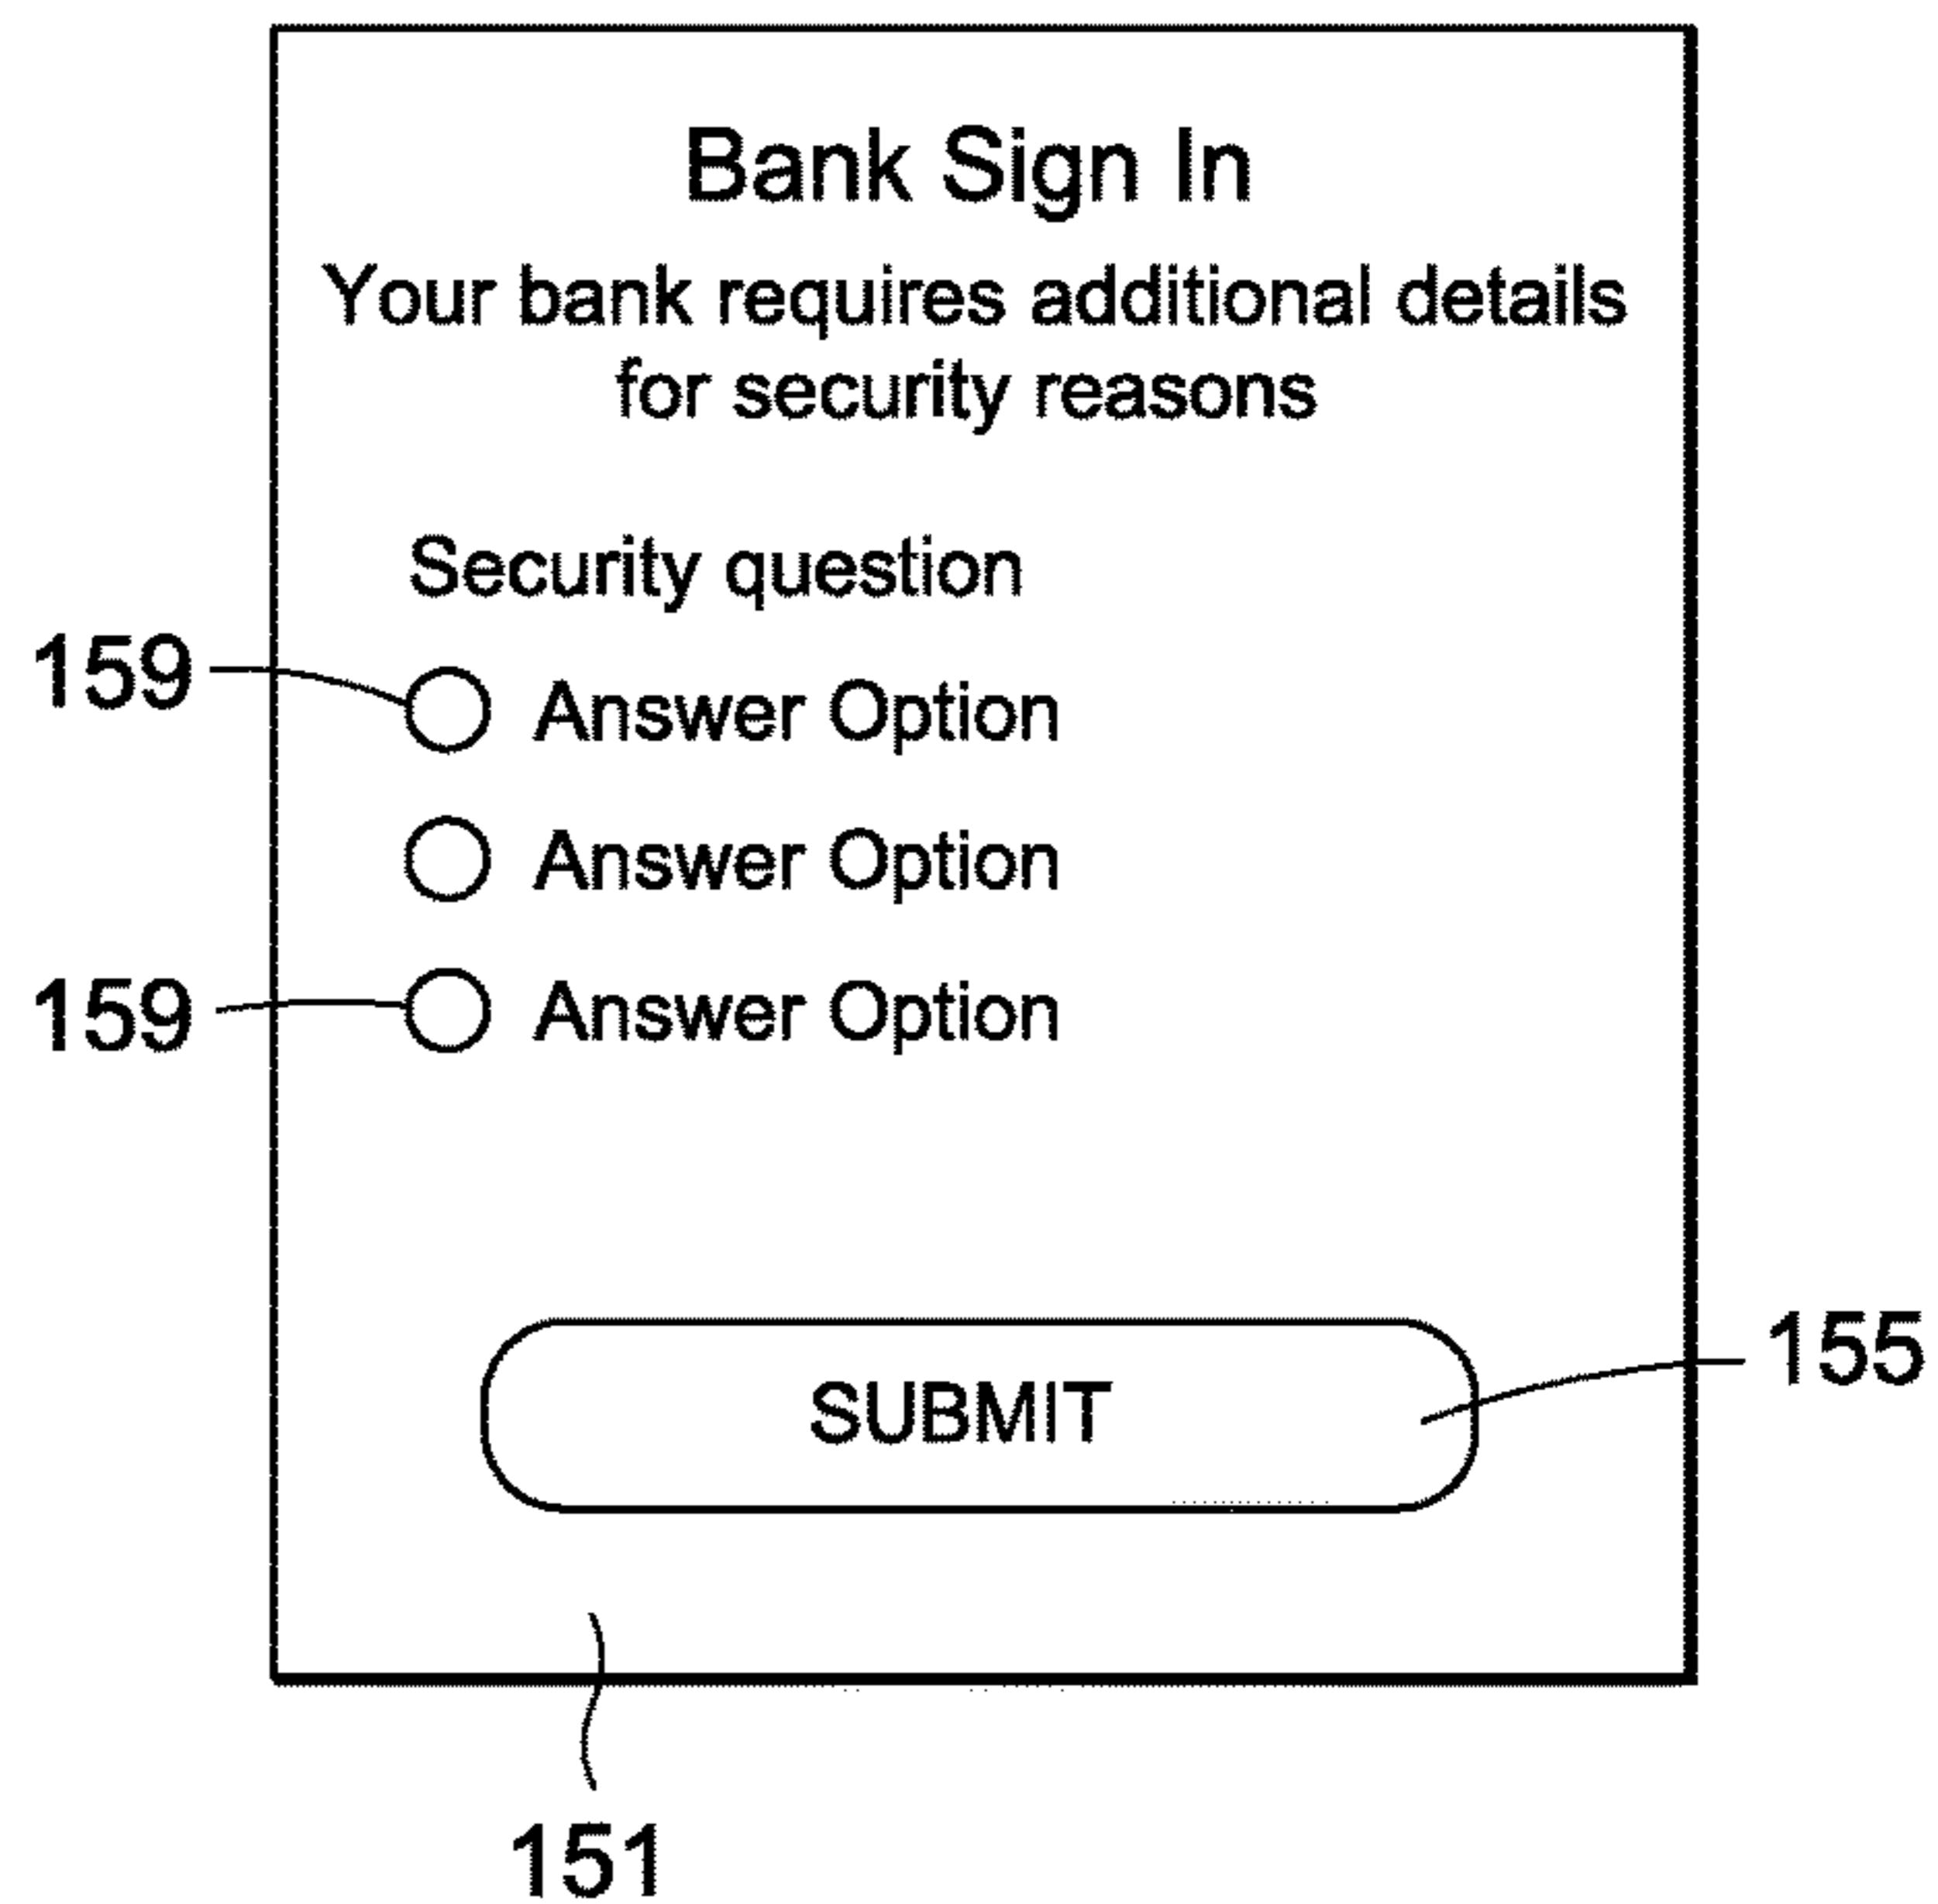 Bank Sign In
Your bank requires additional details
for security reasons
Security question
159
Answer Option
Answer Option
159
Answer Option
SUBMIT
155
151